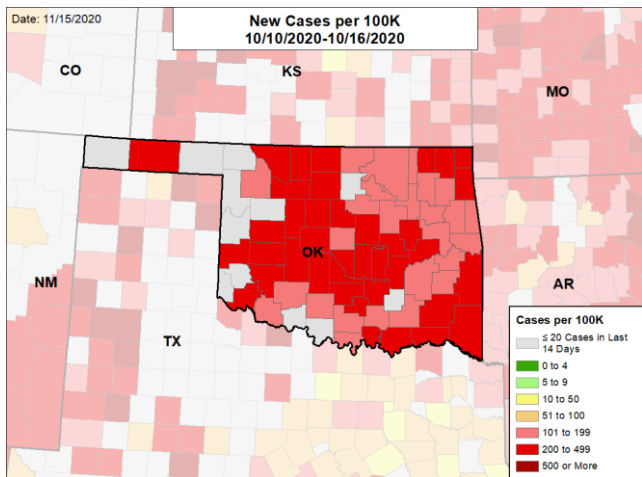 Date: 11/15/2020
New Cases per 100K
10/10/2020-10/16/2020
CO
KS
MO
OK
NM
TX
AR
Cases per 100K
≤ 20 Cases in Last
14 Days
0 to 4
5 to 9
10 to 50
51 to 100
101 to 199
200 to 499
500 or More